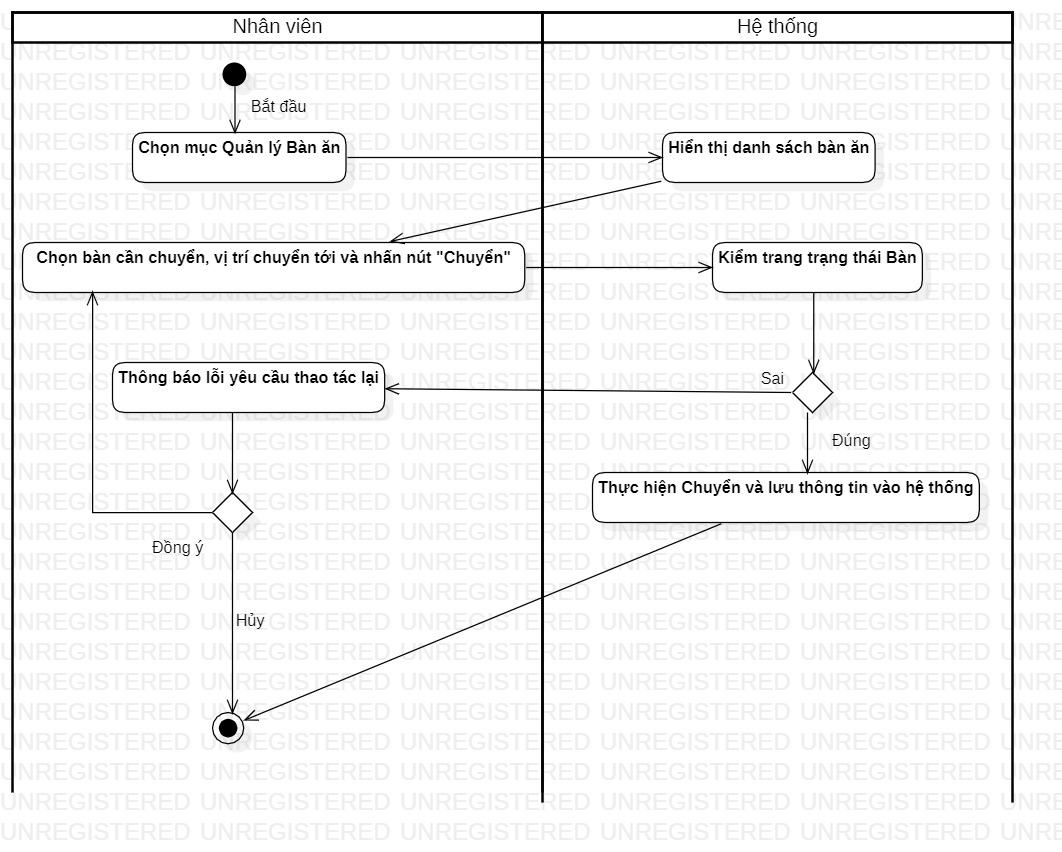 Nhân viên
Hệ thống
Bắt đầu
Chọn mục Quản lý Bàn ăn
Hiển thị danh sách bàn ăn
Chọn bàn cần chuyển, vị trí chuyển tới và nhấn nút "Chuyển"
Kiểm trang trạng thái Bàn
Thông báo lỗi yêu cầu thao tác lại
Sai
Đúng
Thực hiện Chuyển và lưu thông tin vào hệ thống
Đồng ý
Hủy
UNREGISTERED